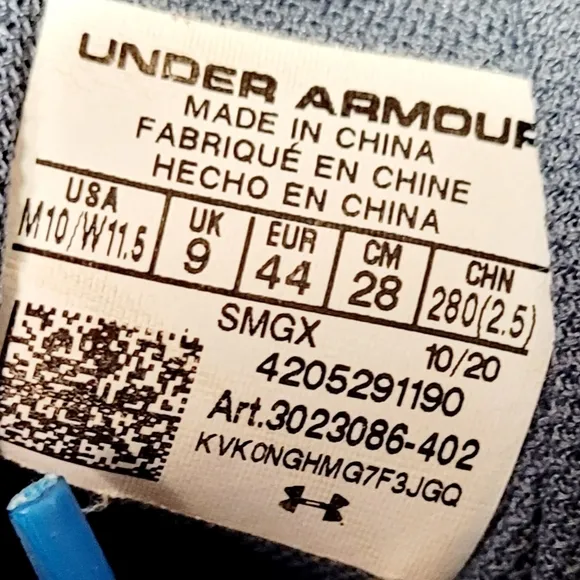 UNDER ARMOUR
MADE IN CHINA
FABRIQUÉ EN CHINE
HECHO EN CHINA
USA UK EUR CM CHN
M10/W11.5 9 44 28 280(2.5)
SMGX 10/20
4205291190
Art.3023086-402
KVK0NGHMG7F3JGQ